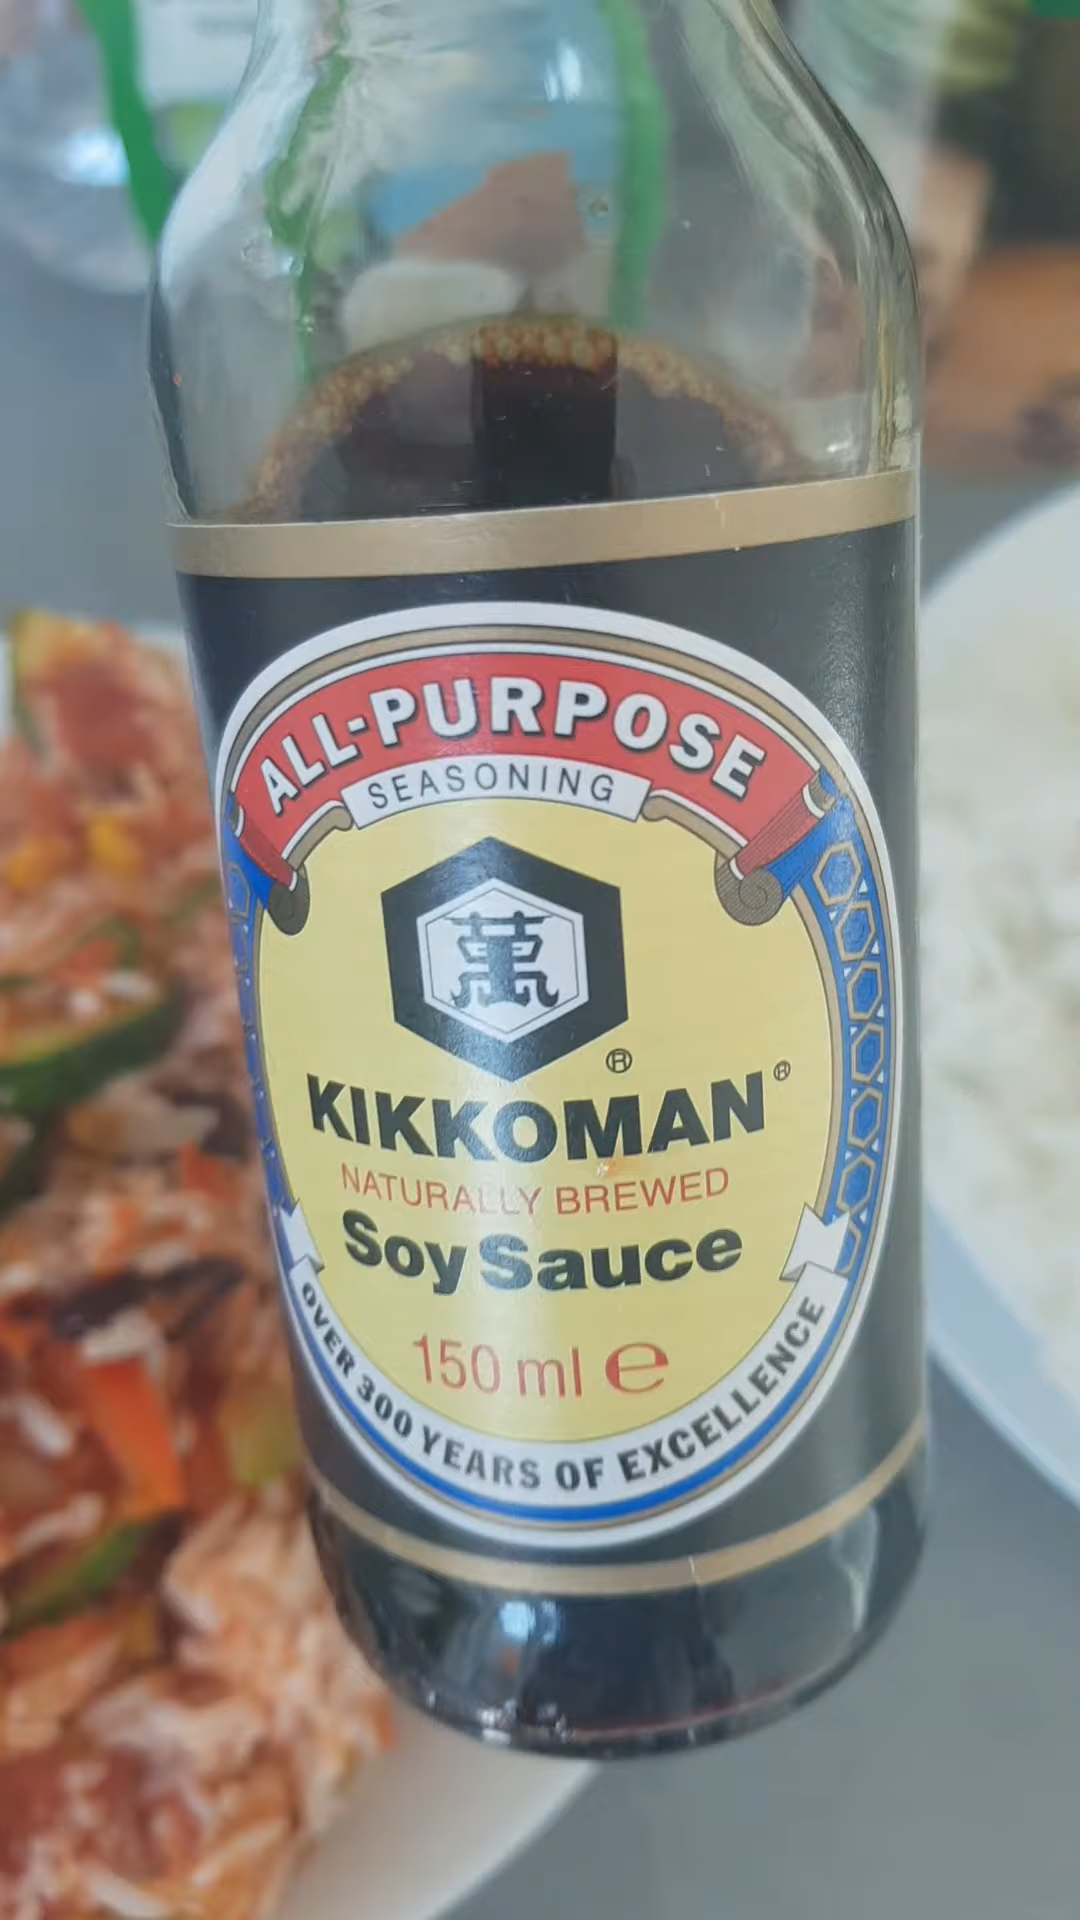 ALL-PURPOSE
SEASONING
萬
®
KIKKOMAN®
NATURALLY BREWED
Soy Sauce
150 ml ℮
OVER 300 YEARS OF EXCELLENCE